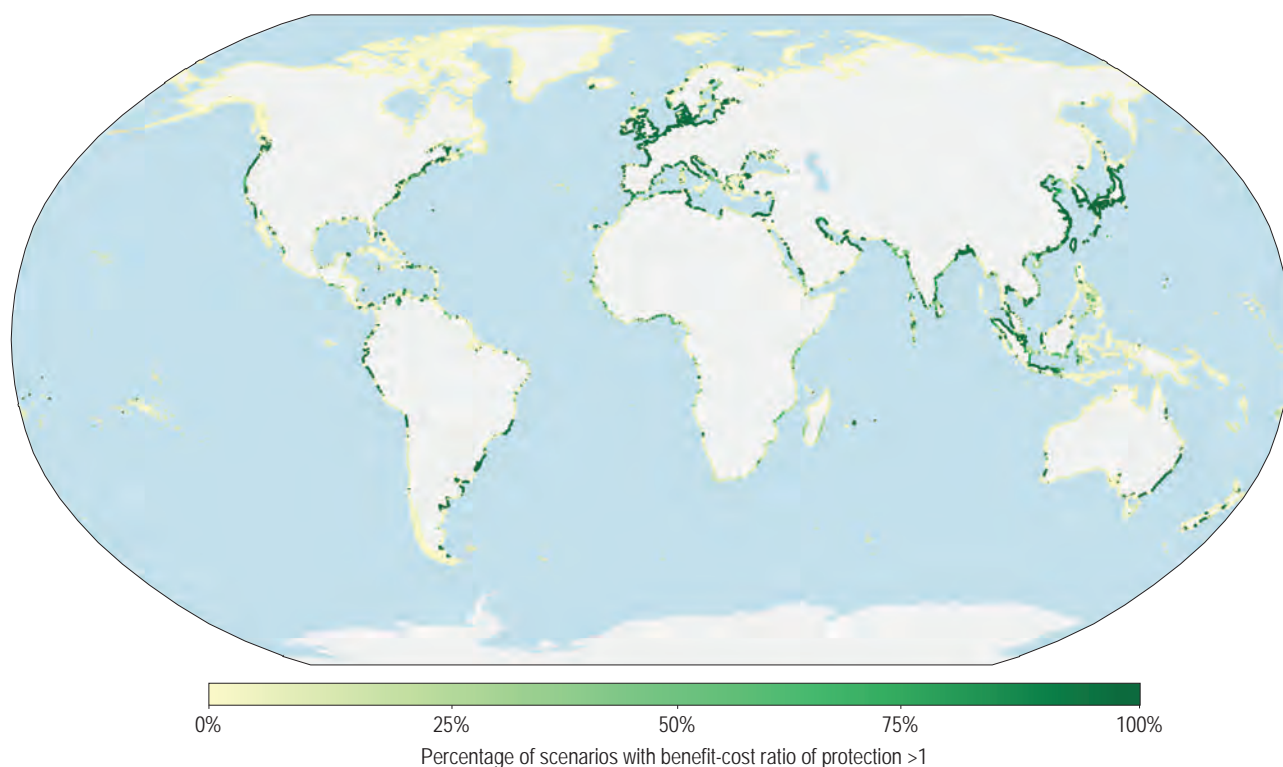 0% 25% 50% 75% 100%
Percentage of scenarios with benefit-cost ratio of protection >1